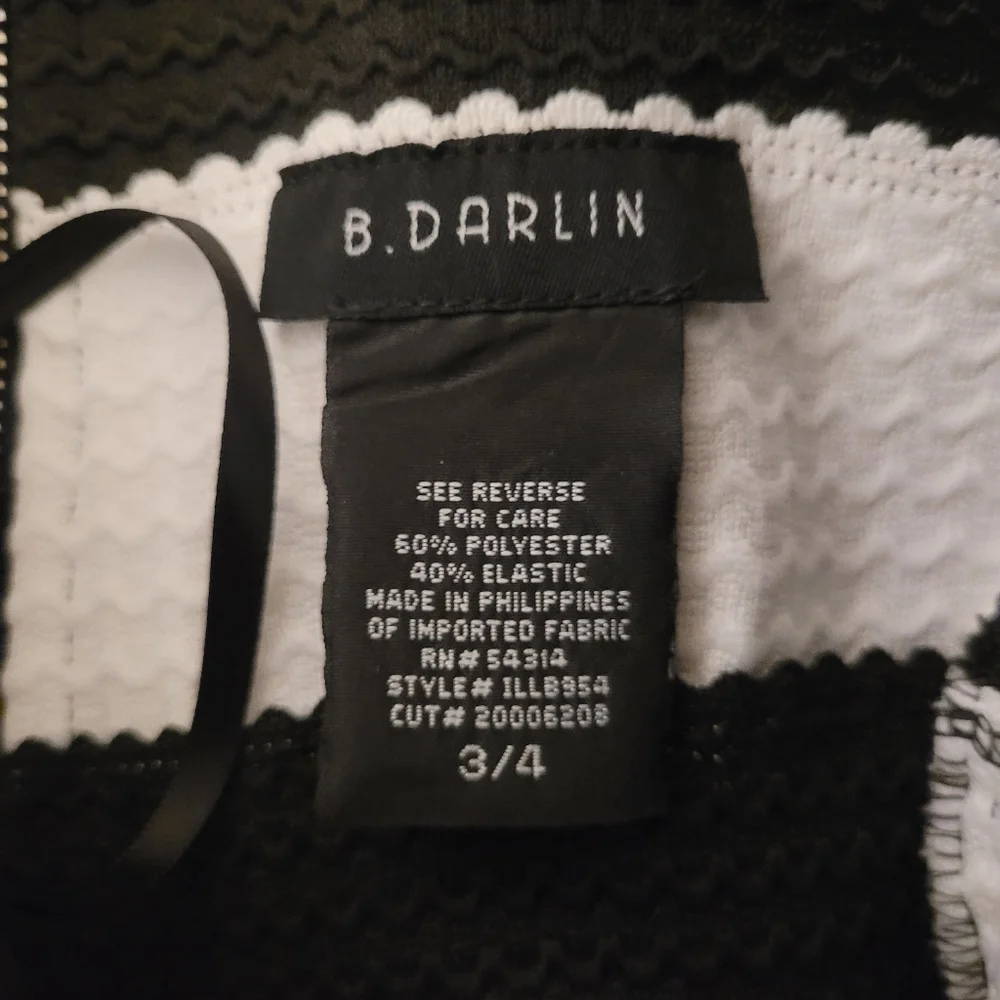 B.DARLIN
SEE REVERSE
FOR CARE
60% POLYESTER
40% ELASTIC
MADE IN PHILIPPINES
OF IMPORTED FABRIC
RN# 54314
STYLE# ILLB954
CUT# 20006208
3/4